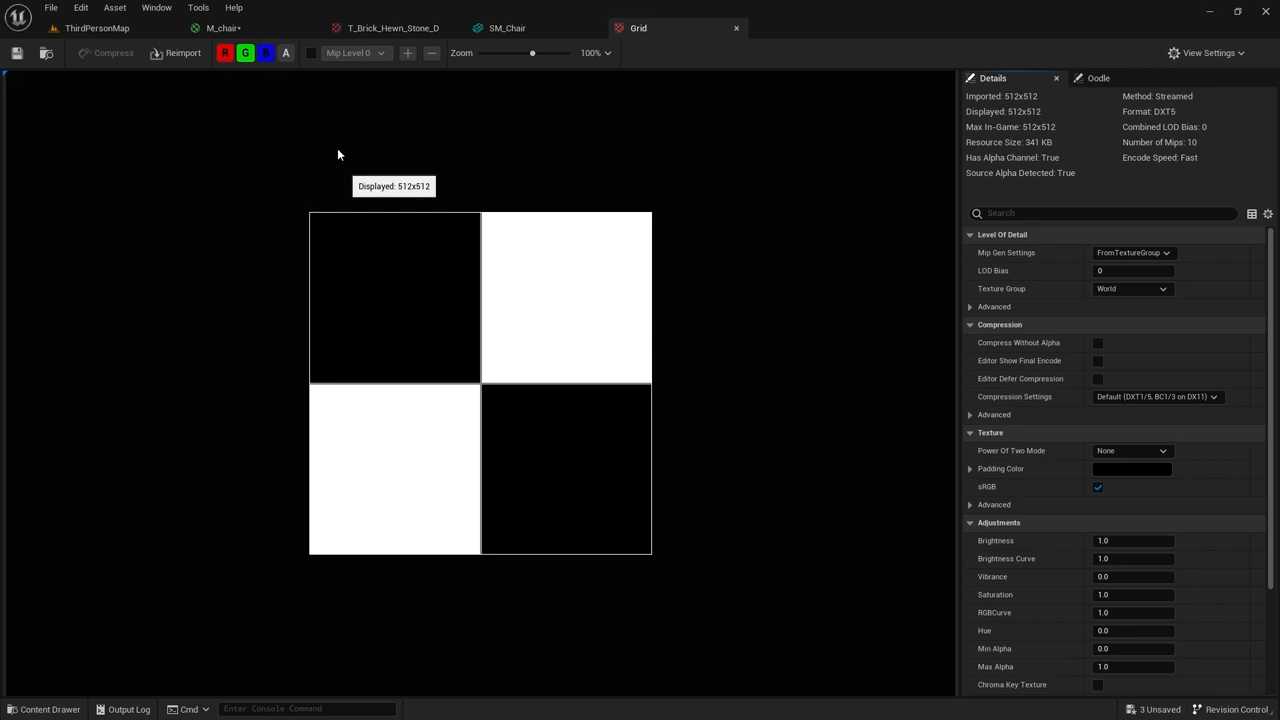 File Edit Asset Window Tools Help
ThirdPersonMap M_chair* T_Brick_Hewn_Stone_D SM_Chair Grid
Compress Reimport R G B A Mip Level 0 Zoom 100% View Settings
Details Oodle
Imported: 512x512 Method: Streamed
Displayed: 512x512 Format: DXT5
Max In-Game: 512x512 Combined LOD Bias: 0
Resource Size: 341 KB Number of Mips: 10
Has Alpha Channel: True Encode Speed: Fast
Source Alpha Detected: True
Displayed: 512x512
Search
Level Of Detail
Mip Gen Settings FromTextureGroup
LOD Bias 0
Texture Group World
Advanced
Compression
Compress Without Alpha
Editor Show Final Encode
Editor Defer Compression
Compression Settings Default (DXT1/5, BC1/3 on DX11)
Advanced
Texture
Power Of Two Mode None
Padding Color
sRGB
Advanced
Adjustments
Brightness 1.0
Brightness Curve 1.0
Vibrance 0.0
Saturation 1.0
RGBCurve 1.0
Hue 0.0
Min Alpha 0.0
Max Alpha 1.0
Chroma Key Texture
Content Drawer Output Log Cmd Enter Console Command 3 Unsaved Revision Control